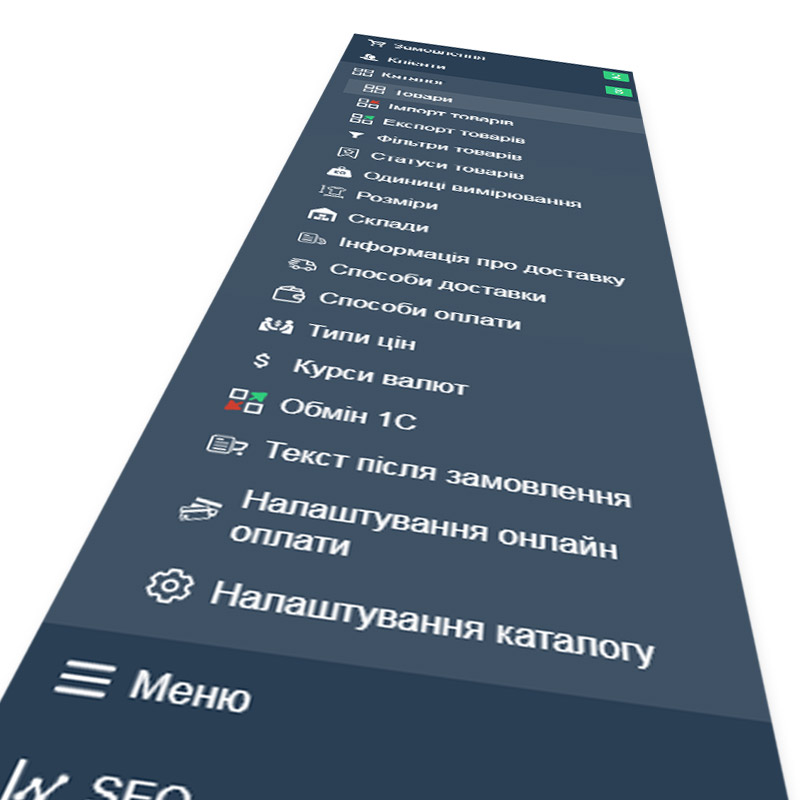 Замовлення
2
Клієнти
8
Каталог
Товари
Імпорт товарів
Експорт товарів
Фільтри товарів
Статуси товарів
Одиниці вимірювання
Розміри
Склади
Інформація про доставку
Способи доставки
Способи оплати
Типи цін
$ Курси валют
Обмін 1С
Текст після замовлення
Налаштування онлайн
оплати
Налаштування каталогу
Меню
SEO